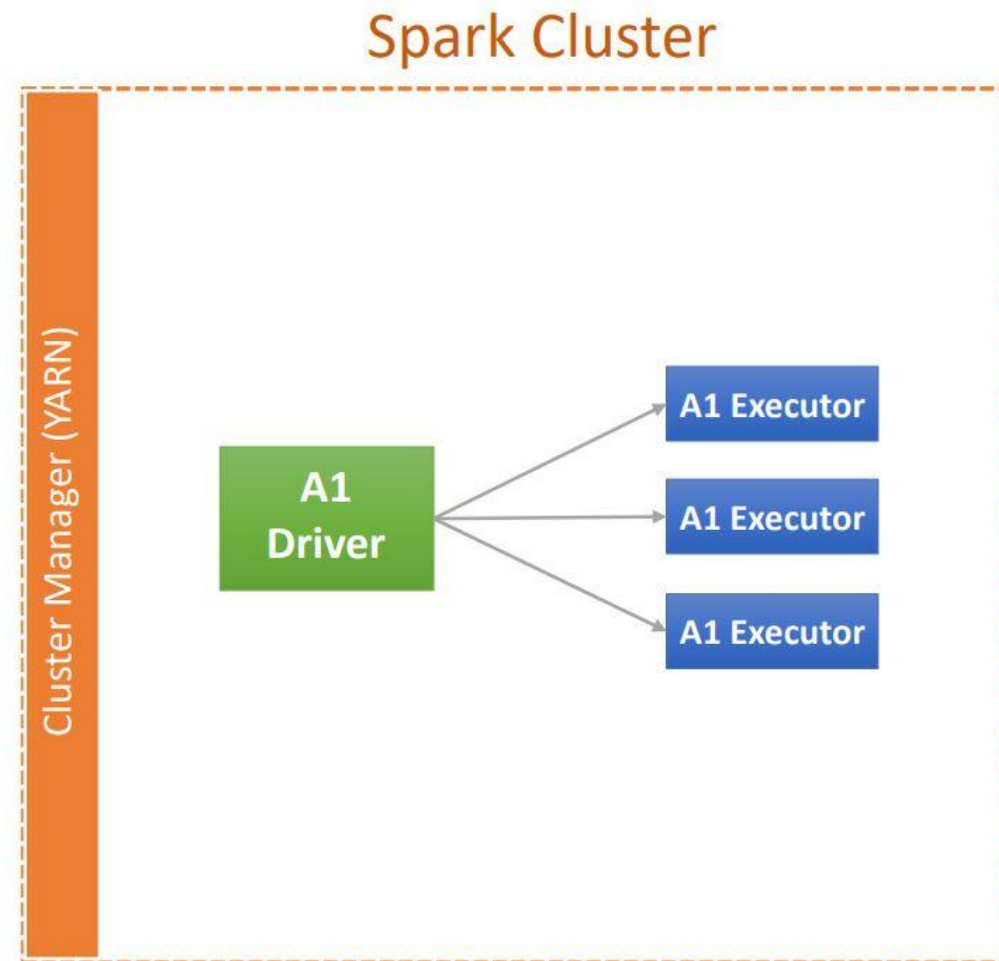 Spark Cluster
Cluster Manager (YARN)
A1
Driver
A1 Executor
A1 Executor
A1 Executor